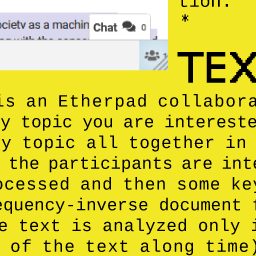 ociety as a machin
Chat 0
tion.
*
TEX
is an Etherpad collabora
y topic you are intereste
y topic all together in
the participants are inte
ocessed and then some key
equency-inverse document f
e text is analyzed only i
of the text along time)